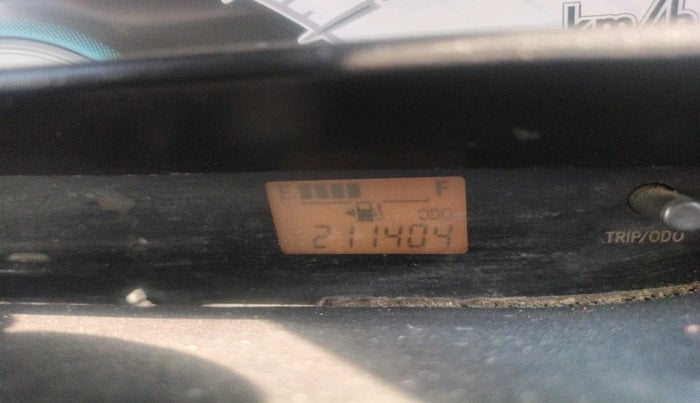 km/h
E F
ODO
211404
TRIP/ODO